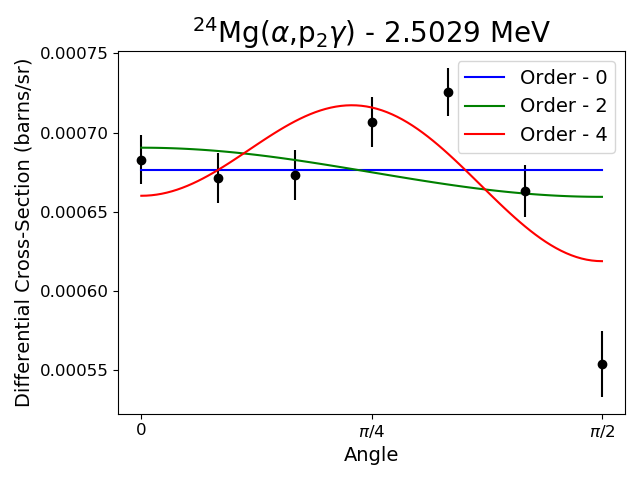 ²⁴Mg(α,p₂γ) - 2.5029 MeV
Differential Cross-Section (barns/sr)
0.00075
0.00070
0.00065
0.00060
0.00055
Order - 0
Order - 2
Order - 4
0
π/4
π/2
Angle